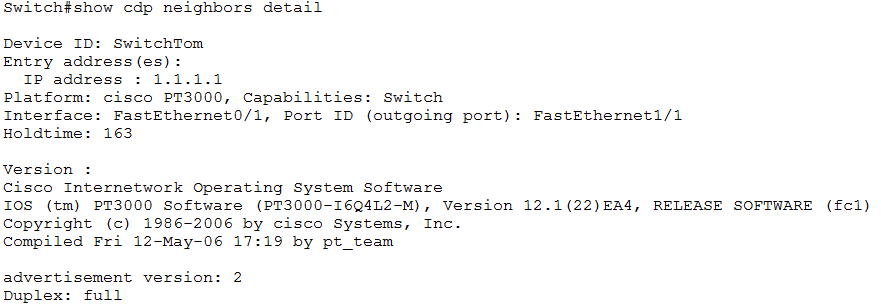 Switch#show cdp neighbors detail
Device ID: SwitchTom
Entry address(es):
IP address : 1.1.1.1
Platform: cisco PT3000, Capabilities: Switch
Interface: FastEthernet0/1, Port ID (outgoing port): FastEthernet1/1
Holdtime: 163
Version :
Cisco Internetwork Operating System Software
IOS (tm) PT3000 Software (PT3000-I6Q4L2-M), Version 12.1(22)EA4, RELEASE SOFTWARE (fc1)
Copyright (c) 1986-2006 by cisco Systems, Inc.
Compiled Fri 12-May-06 17:19 by pt_team
advertisement version: 2
Duplex: full